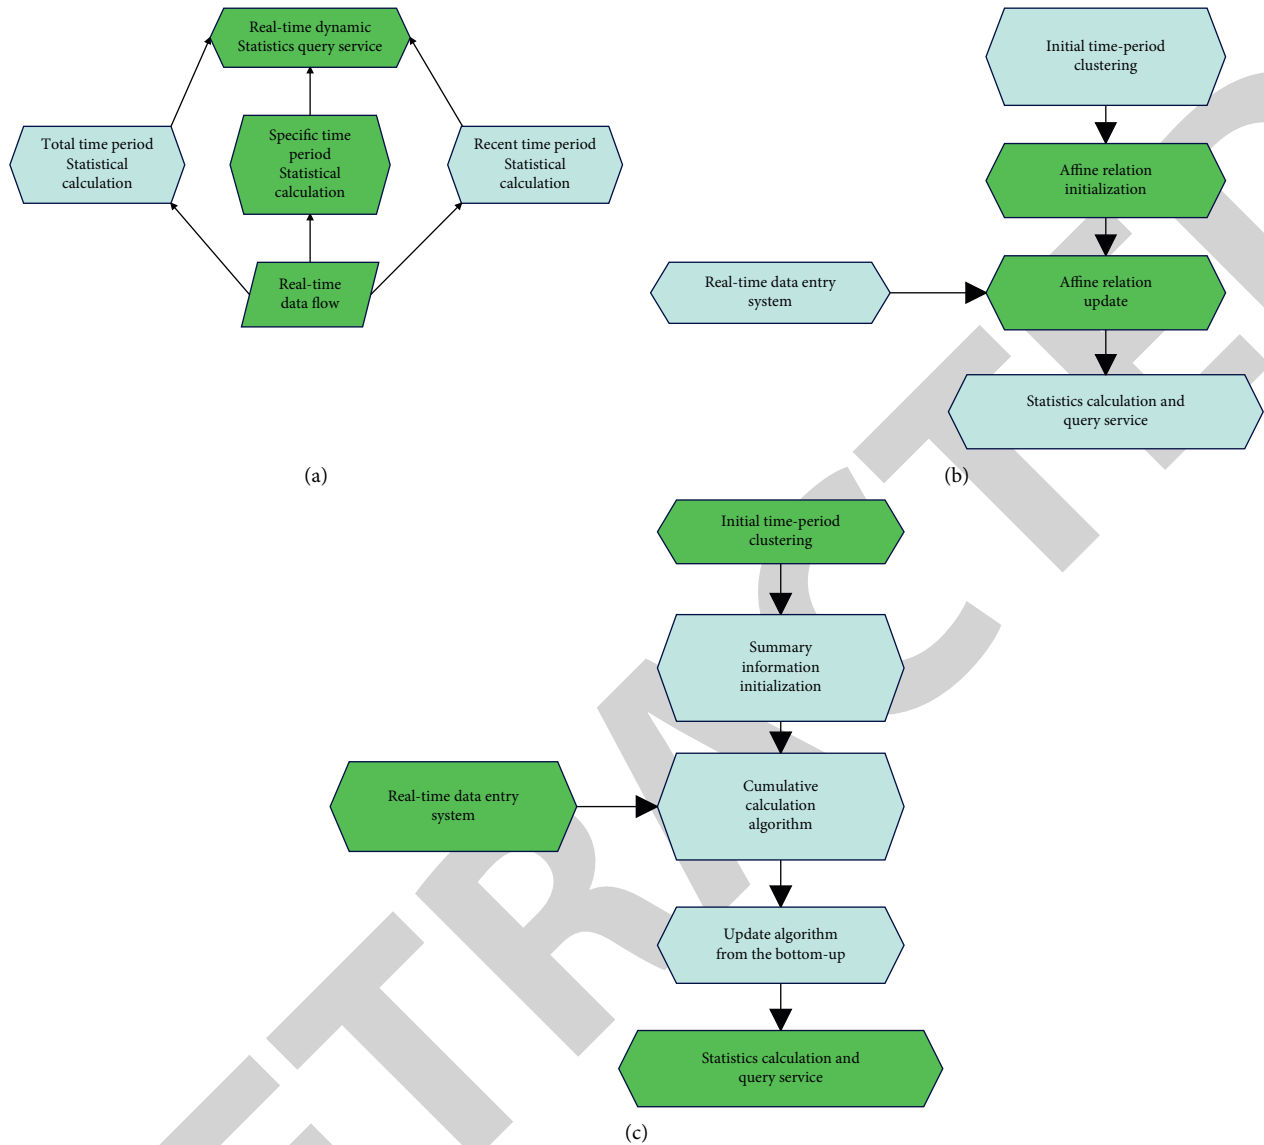 Real-time dynamic
Statistics query service
Total time period
Statistical
calculation
Specific time
period
Statistical
calculation
Recent time period
Statistical
calculation
Real-time
data flow
(a)
Initial time-period
clustering
Affine relation
initialization
Real-time data entry
system
Affine relation
update
Statistics calculation and
query service
(b)
Initial time-period
clustering
Summary
information
initialization
Real-time data entry
system
Cumulative
calculation
algorithm
Update algorithm
from the bottom-up
Statistics calculation and
query service
(c)